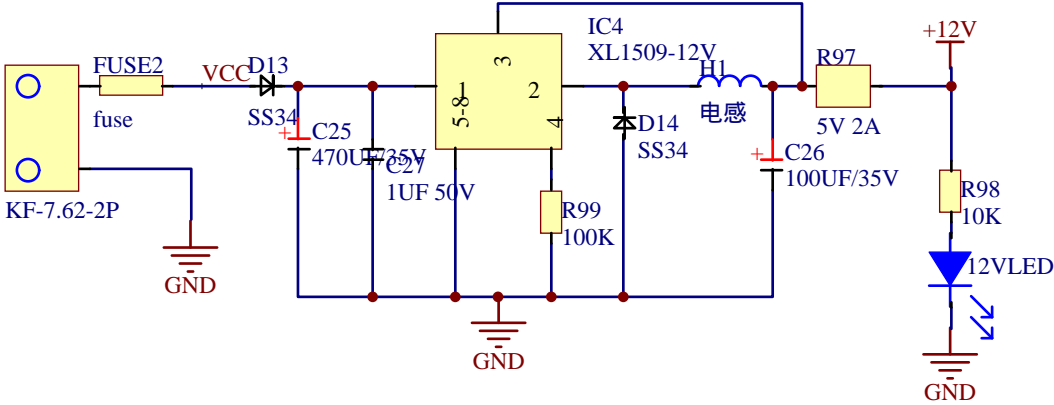 IC4
XL1509-12V
+12V
FUSE2
VCC
D13
H1
R97
3
1
2
5-8
4
fuse
SS34
电感
5V 2A
+
C25
470UF/35V
C27
1UF 50V
D14
SS34
+
C26
100UF/35V
KF-7.62-2P
R99
100K
R98
10K
12VLED
GND
GND
GND